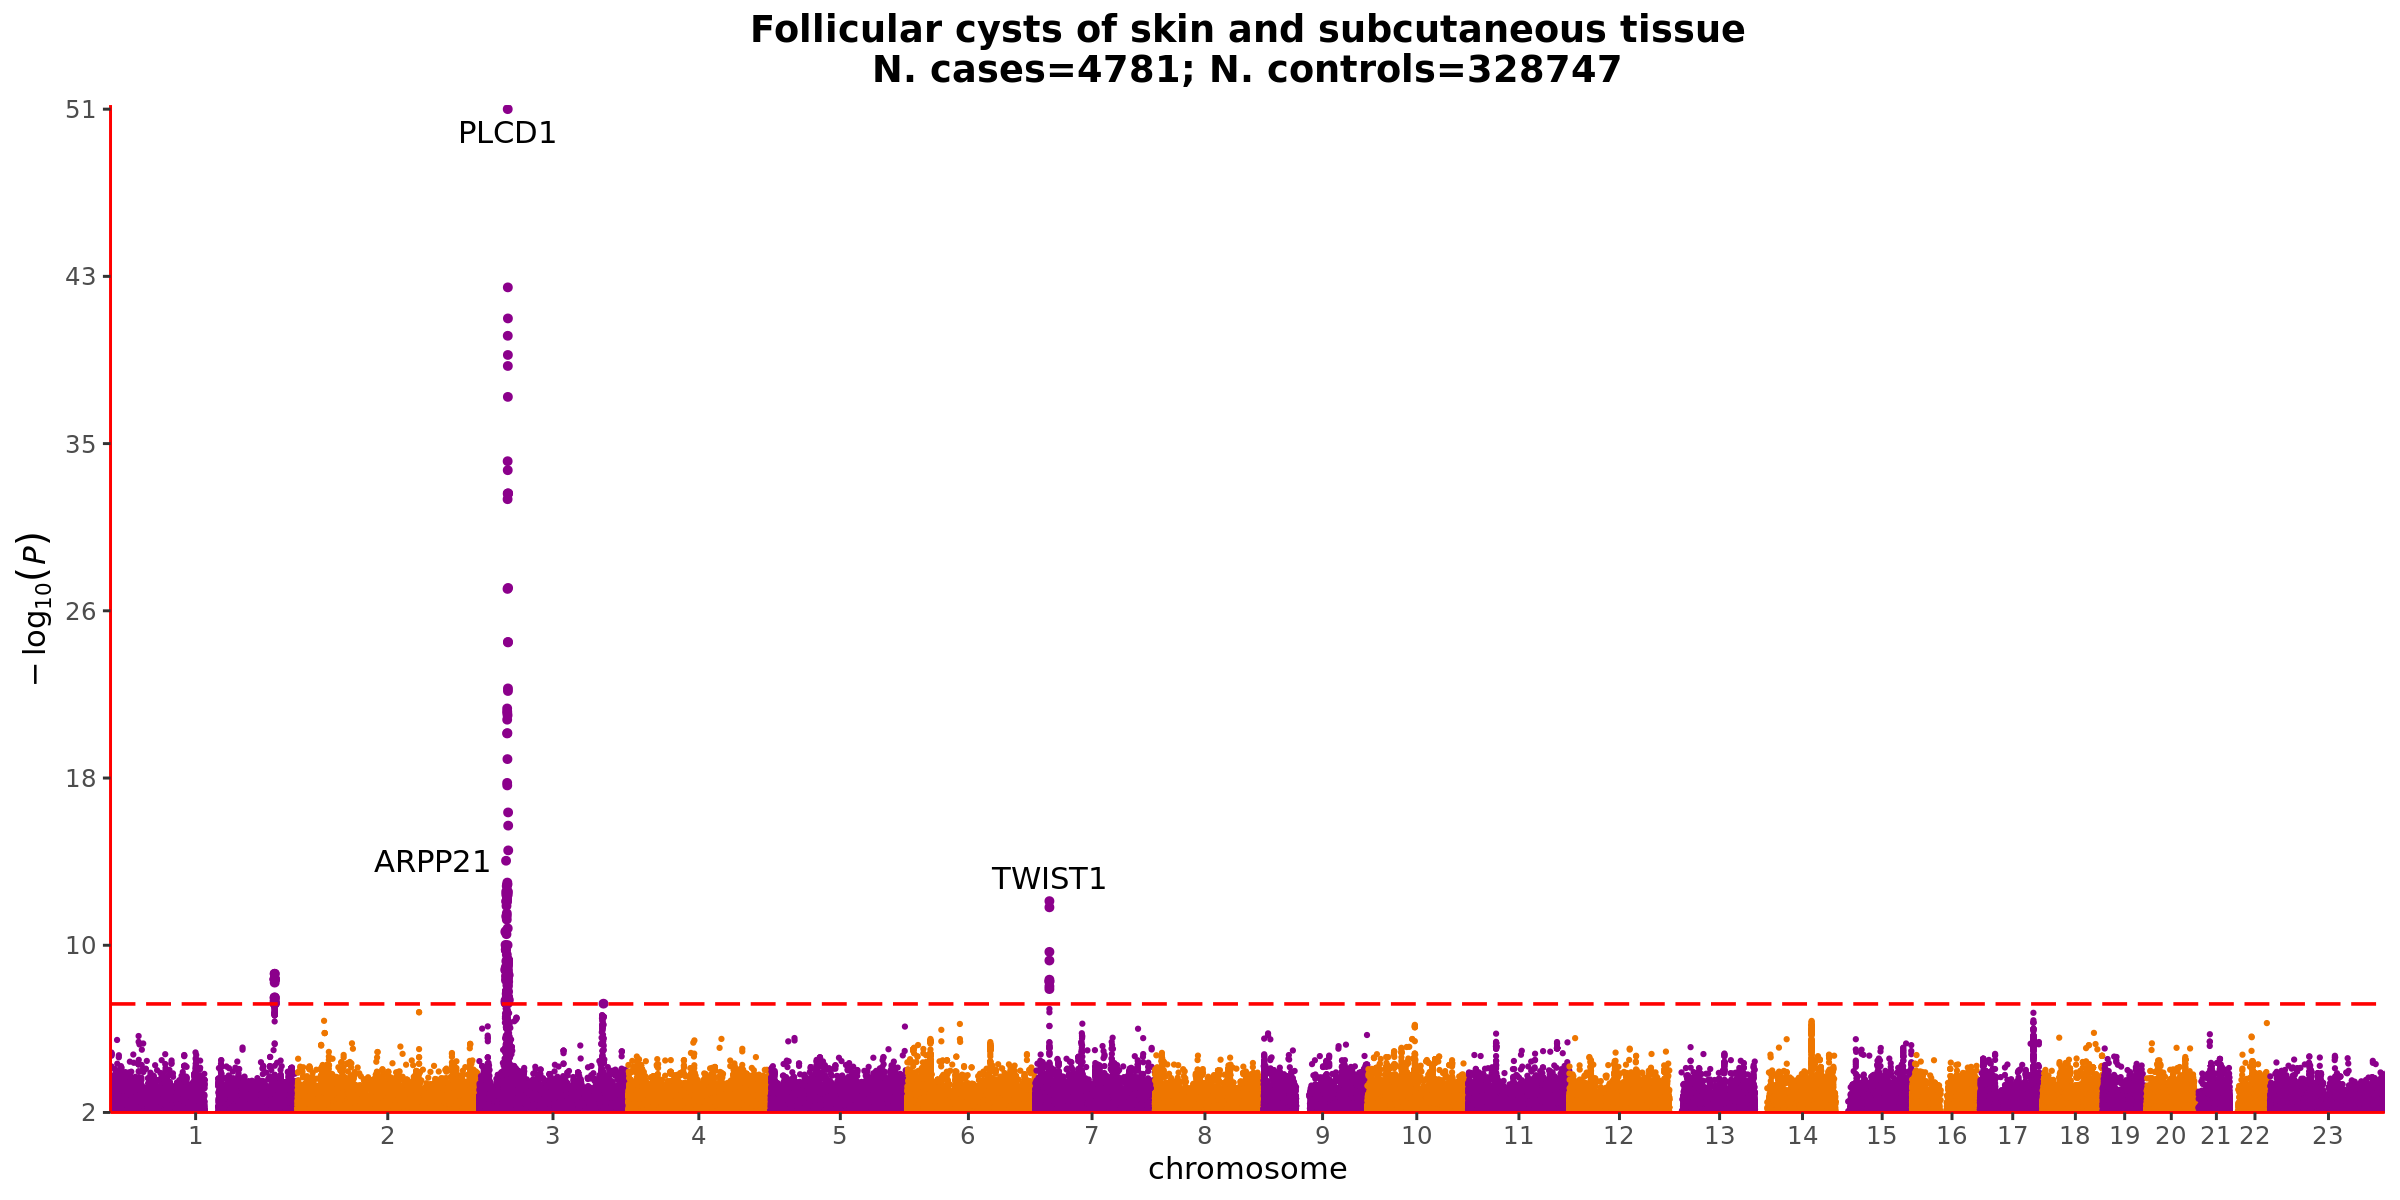 Follicular cysts of skin and subcutaneous tissue
N. cases=4781; N. controls=328747
51
43
35
26
18
10
2
− log10(P)
PLCD1
ARPP21
TWIST1
1 2 3 4 5 6 7 8 9 10 11 12 13 14 15 16 17 18 19 20 21 22 23
chromosome